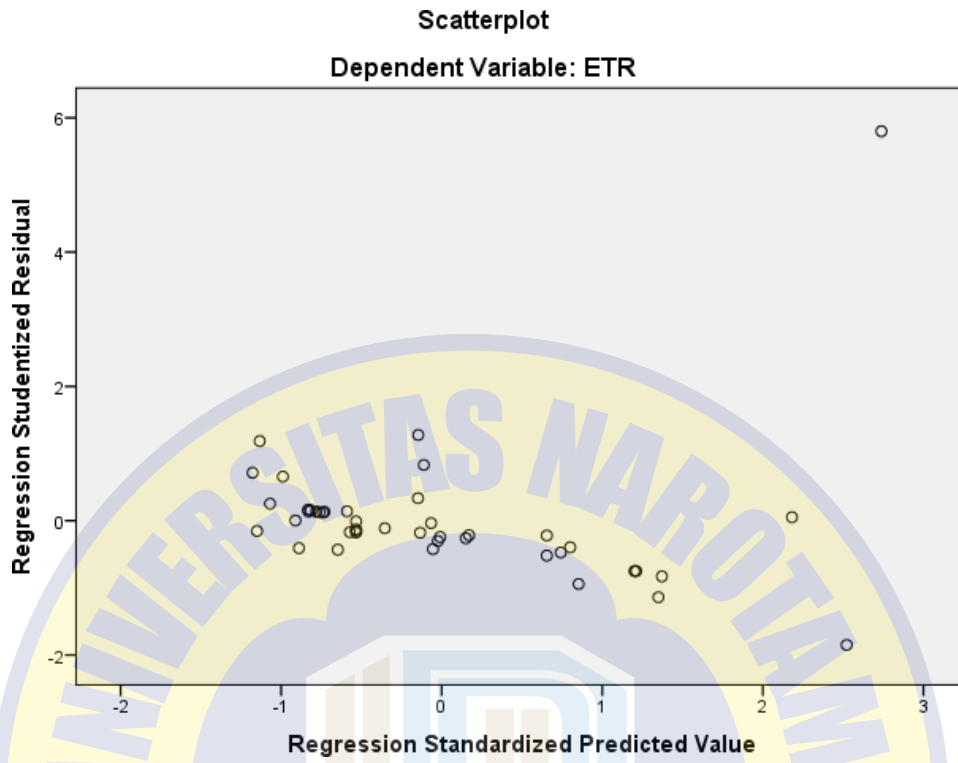 Scatterplot
Dependent Variable: ETR
Regression Studentized Residual
6
4
2
0
-2
-2 -1 0 1 2 3
Regression Standardized Predicted Value
UNIVERSITAS NAROTAMA